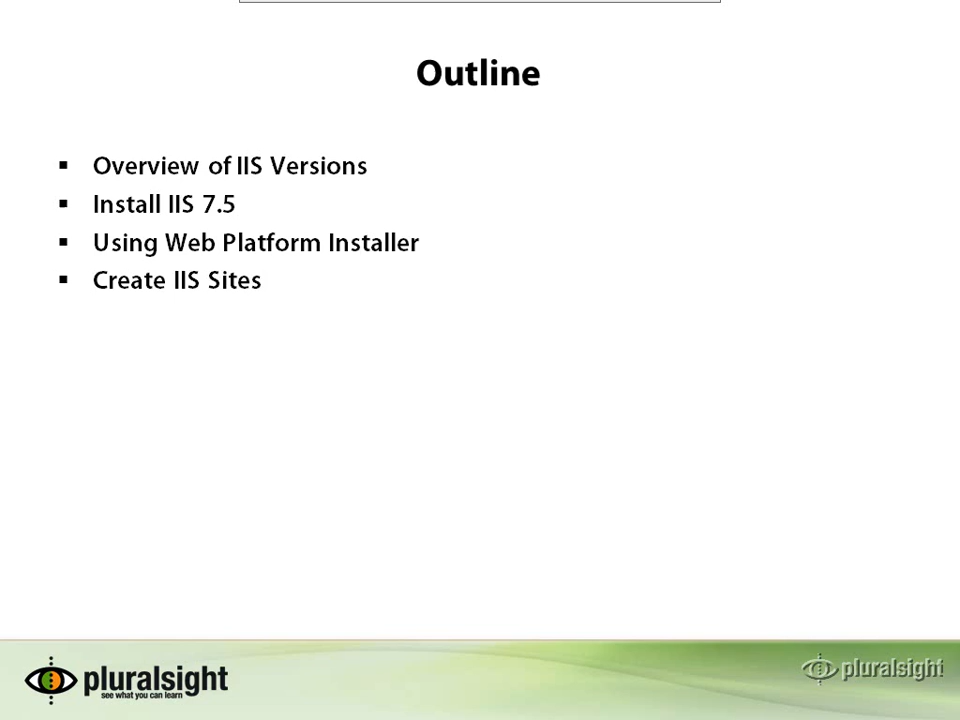 Outline
▪ Overview of IIS Versions
▪ Install IIS 7.5
▪ Using Web Platform Installer
▪ Create IIS Sites
pluralsight
see what you can learn
pluralsight